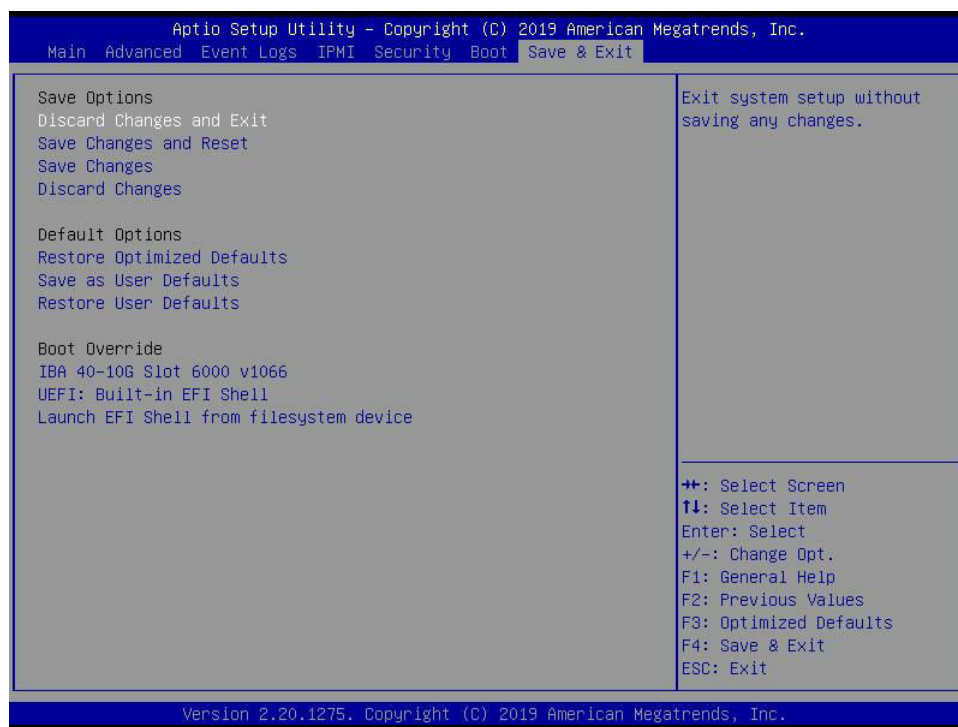 Aptio Setup Utility – Copyright (C) 2019 American Megatrends, Inc.
Main Advanced Event Logs IPMI Security Boot Save & Exit
Save Options
Discard Changes and Exit
Save Changes and Reset
Save Changes
Discard Changes
Default Options
Restore Optimized Defaults
Save as User Defaults
Restore User Defaults
Boot Override
IBA 40-10G Slot 6000 v1066
UEFI: Built-in EFI Shell
Launch EFI Shell from filesystem device
Exit system setup without
saving any changes.
→←: Select Screen
↑↓: Select Item
Enter: Select
+/-: Change Opt.
F1: General Help
F2: Previous Values
F3: Optimized Defaults
F4: Save & Exit
ESC: Exit
Version 2.20.1275. Copyright (C) 2019 American Megatrends, Inc.